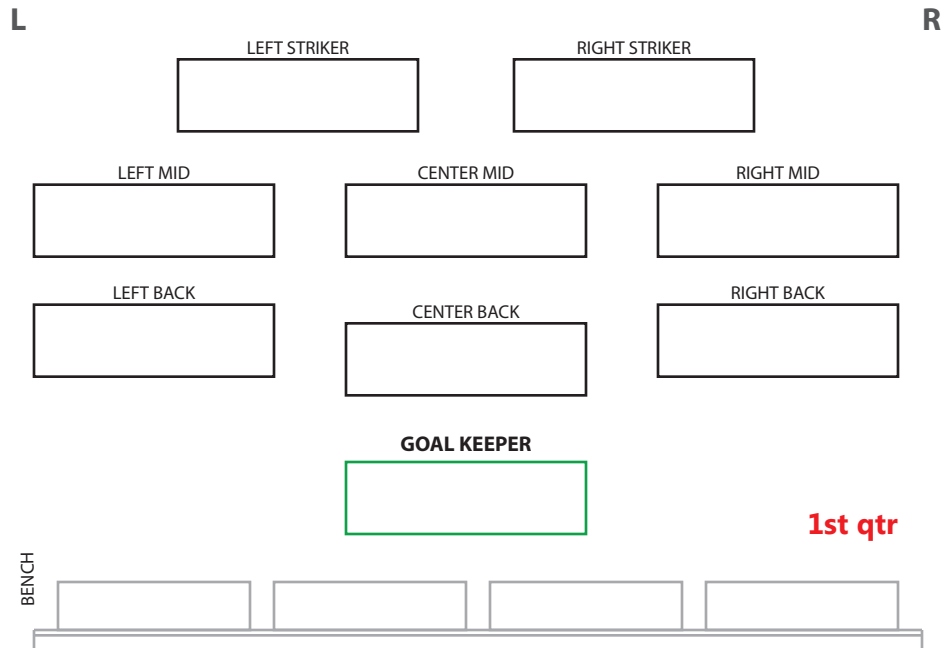 L
R
LEFT STRIKER
RIGHT STRIKER
LEFT MID
CENTER MID
RIGHT MID
LEFT BACK
CENTER BACK
RIGHT BACK
GOAL KEEPER
1st qtr
BENCH